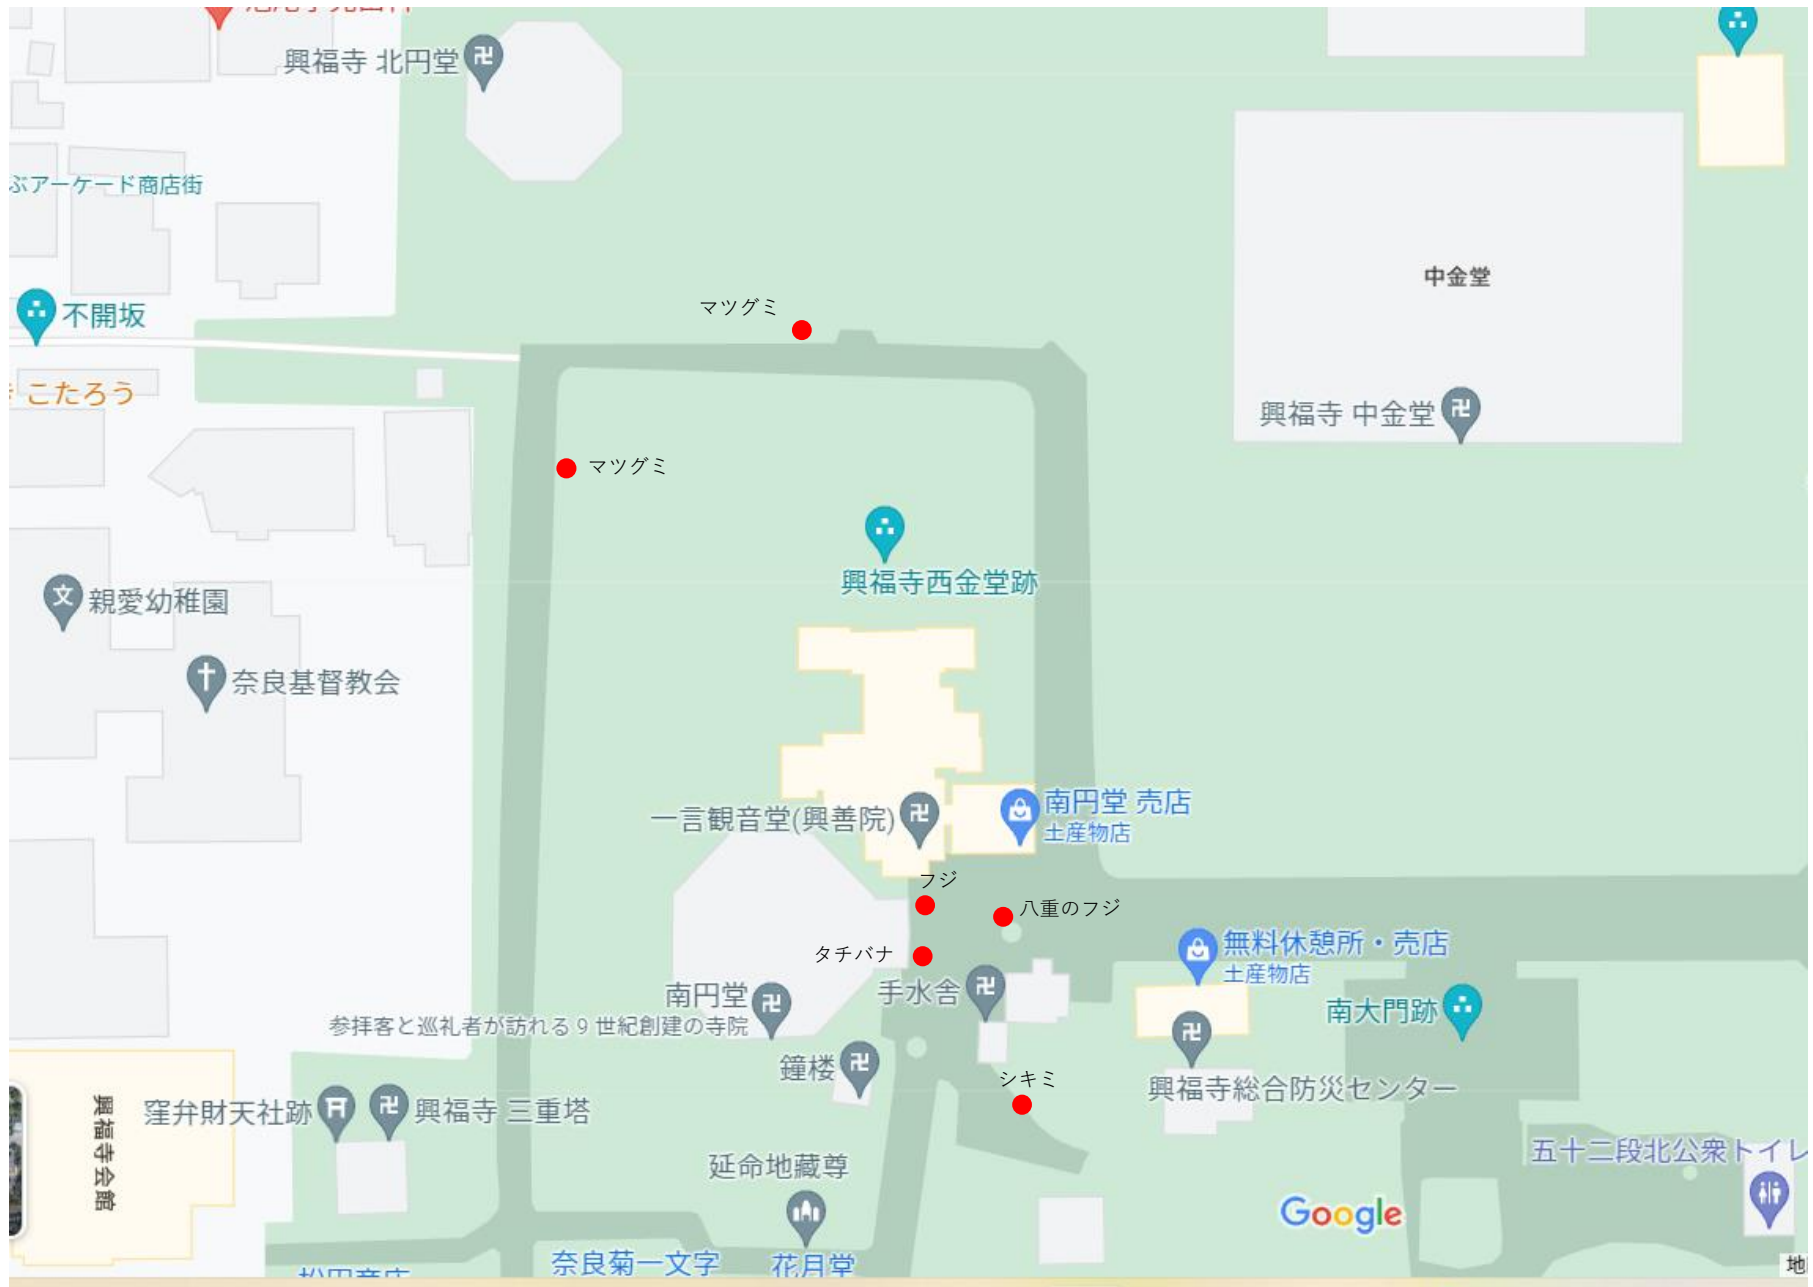 興福寺 北円堂
ぶアーケード商店街
中金堂
マツグミ
不開坂
こたろう
興福寺 中金堂
マツグミ
興福寺西金堂跡
親愛幼稚園
奈良基督教会
一言観音堂(興善院)
南円堂 売店
土産物店
フジ
八重のフジ
タチバナ
無料休憩所・売店
土産物店
南円堂
手水舎
南大門跡
参拝客と巡礼者が訪れる9世紀創建の寺院
鐘楼
シキミ
興福寺総合防災センター
窪弁財天社跡
興福寺 三重塔
興福寺会館
五十二段北公衆トイレ
延命地藏尊
Google
奈良菊一文字
花月堂
地